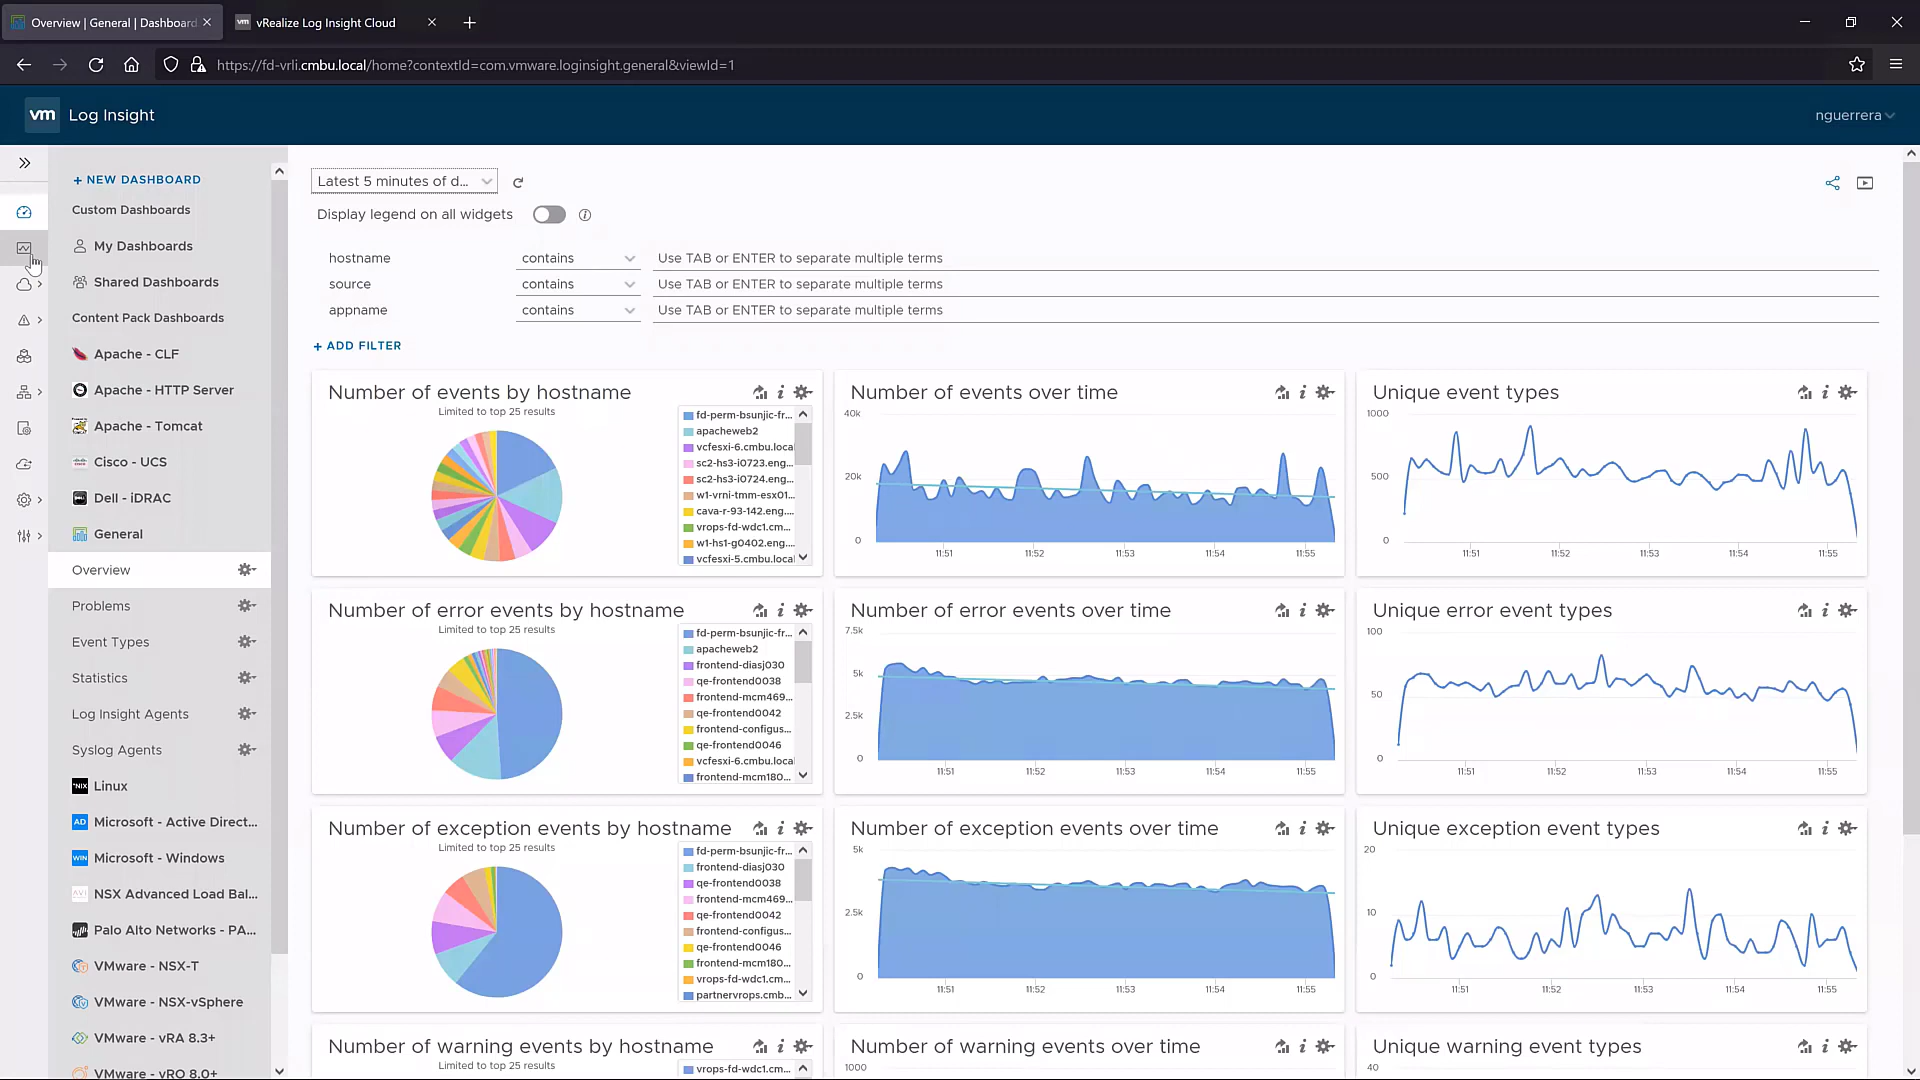 Overview | General | Dashboard
vm vRealize Log Insight Cloud
https://fd-vrli.cmbu.local/home?contextId=com.vmware.loginsight.general&viewId=1
vm Log Insight
nguerrera
+ NEW DASHBOARD
Custom Dashboards
My Dashboards
Shared Dashboards
Content Pack Dashboards
Apache - CLF
Apache - HTTP Server
Apache - Tomcat
Cisco - UCS
Dell - iDRAC
General
Overview
Problems
Event Types
Statistics
Log Insight Agents
Syslog Agents
Linux
AD Microsoft - Active Direct...
WIN Microsoft - Windows
NSX Advanced Load Bal...
Palo Alto Networks - PA...
VMware - NSX-T
VMware - NSX-vSphere
VMware - vRA 8.3+
VMware - vRO 8.0+
Latest 5 minutes of d...
Display legend on all widgets
hostname contains Use TAB or ENTER to separate multiple terms
source contains Use TAB or ENTER to separate multiple terms
appname contains Use TAB or ENTER to separate multiple terms
+ ADD FILTER
Number of events by hostname
Limited to top 25 results
fd-perm-bsunjic-fr...
apacheweb2
vcfesxi-6.cmbu.local
sc2-hs3-i0723.eng...
sc2-hs3-i0724.eng...
w1-vrni-tmm-esx01...
cava-r-93-142.eng....
vrops-fd-wdc1.cm...
w1-hs1-g0402.eng....
vcfesxi-5.cmbu.local
Number of events over time
40k
20k
0
11:51 11:52 11:53 11:54 11:55
Unique event types
1000
500
0
11:51 11:52 11:53 11:54 11:55
Number of error events by hostname
Limited to top 25 results
fd-perm-bsunjic-fr...
apacheweb2
frontend-diasj030
qe-frontend0038
frontend-mcm469...
qe-frontend0042
frontend-configus...
qe-frontend0046
vcfesxi-6.cmbu.local
frontend-mcm180...
Number of error events over time
7.5k
5k
2.5k
0
11:51 11:52 11:53 11:54 11:55
Unique error event types
100
50
0
11:51 11:52 11:53 11:54 11:55
Number of exception events by hostname
Limited to top 25 results
fd-perm-bsunjic-fr...
frontend-diasj030
qe-frontend0038
frontend-mcm469...
qe-frontend0042
frontend-configus...
qe-frontend0046
frontend-mcm180...
vrops-fd-wdc1.cm...
partnervrops.cmb...
Number of exception events over time
5k
2.5k
0
11:51 11:52 11:53 11:54 11:55
Unique exception event types
20
10
0
11:51 11:52 11:53 11:54 11:55
Number of warning events by hostname
Limited to top 25 results
vrops-fd-wdc1.cm...
Number of warning events over time
1000
Unique warning event types
40